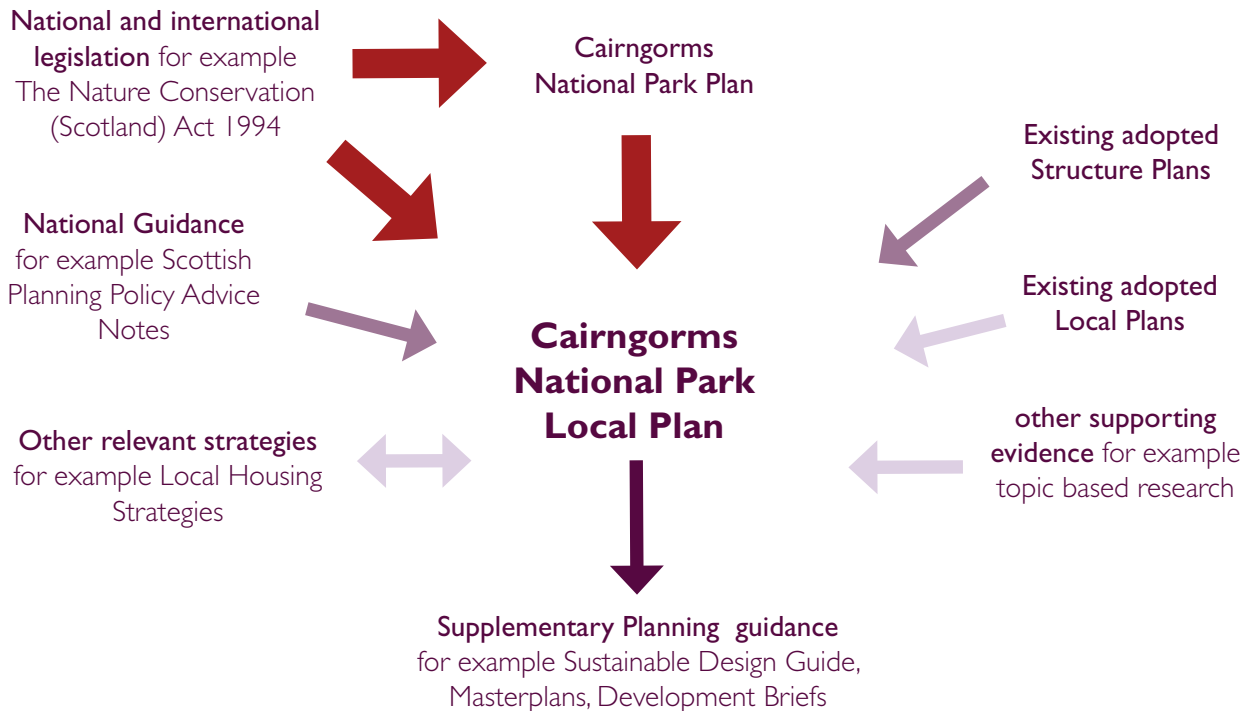 National and international
legislation for example
The Nature Conservation
(Scotland) Act 1994
Cairngorms
National Park Plan
Existing adopted
Structure Plans
National Guidance
for example Scottish
Planning Policy Advice
Notes
Existing adopted
Local Plans
Cairngorms
National Park
Local Plan
Other relevant strategies
for example Local Housing
Strategies
other supporting
evidence for example
topic based research
Supplementary Planning guidance
for example Sustainable Design Guide,
Masterplans, Development Briefs